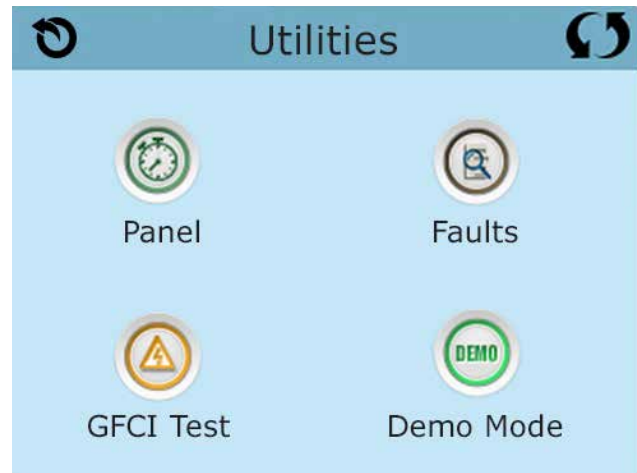 Utilities
Panel
Faults
DEMO
GFCI Test
Demo Mode